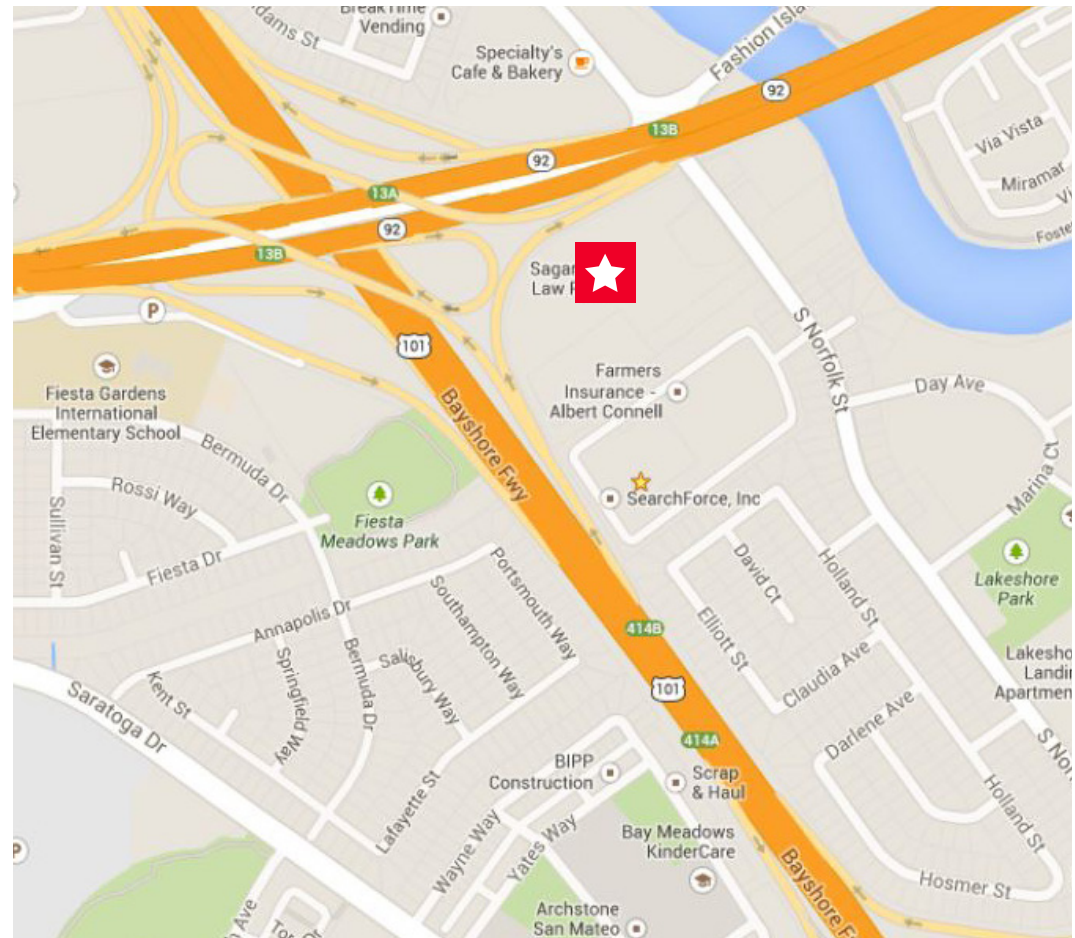 BreakTime
Vending
dams St
Specialty's
Cafe & Bakery
Fashion Isla
92
13B
92
Via Vista
Miramar
Vi
Foste
13A
92
13B
Sagar
Law F
P
101
S Norfolk St
Fiesta Gardens
International
Elementary School
Farmers
Insurance -
Albert Connell
Day Ave
Bayshore Fwy
Bermuda Dr
Marina Ct
Rossi Way
SearchForce, Inc
Sullivan St
Fiesta
Meadows Park
Fiesta Dr
David Ct
Holland St
Lakeshore
Park
Portsmouth Way
Southampton Way
Annapolis Dr
414B
Elliott St
Bermuda Dr
Salisbury Way
Springfield Way
Kent St
Claudia Ave
Lakesho
Landin
Apartmen
Saratoga Dr
101
Darlene Ave
414A
S Nor
BIPP
Construction
Scrap
& Haul
Lafayette St
Holland St
Wayne Way
Yates Way
Bay Meadows
KinderCare
P
Bayshore F
Hosmer St
Archstone
San Mateo
Ave